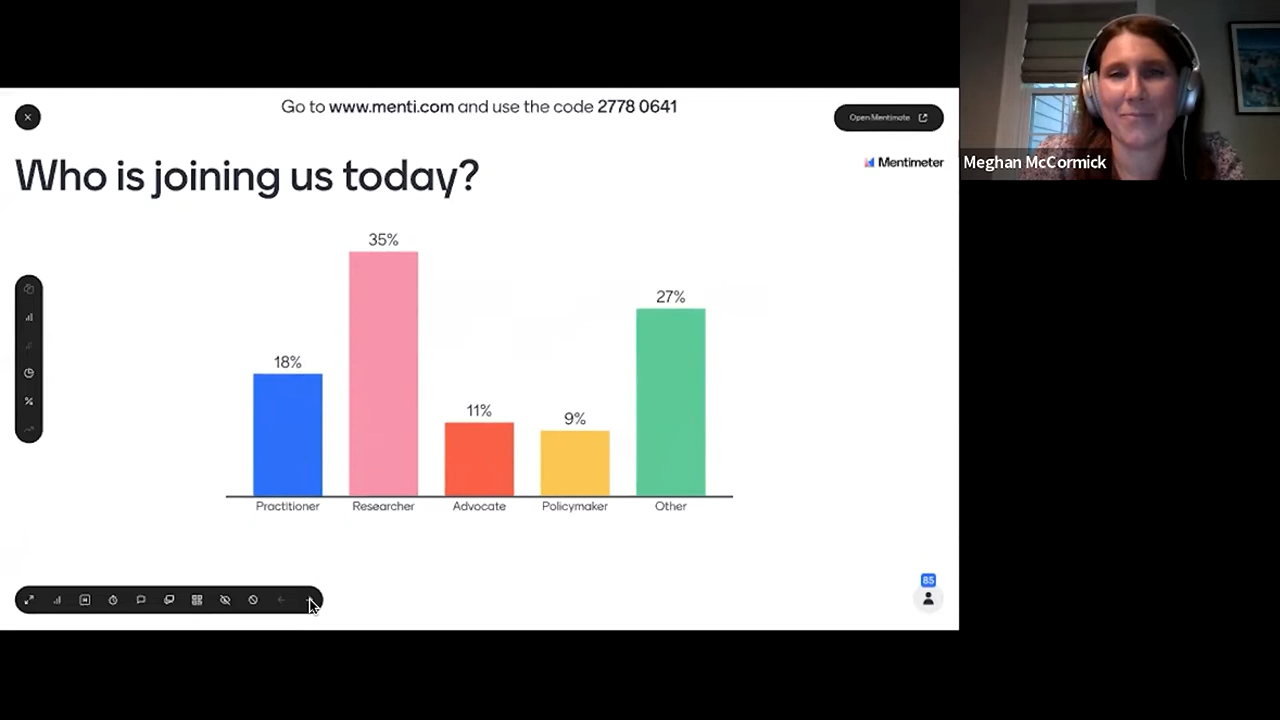 Go to www.menti.com and use the code 2778 0641
Open Mentimote
Mentimeter
Meghan McCormick
Who is joining us today?
35%
27%
18%
11%
9%
Practitioner Researcher Advocate Policymaker Other
85